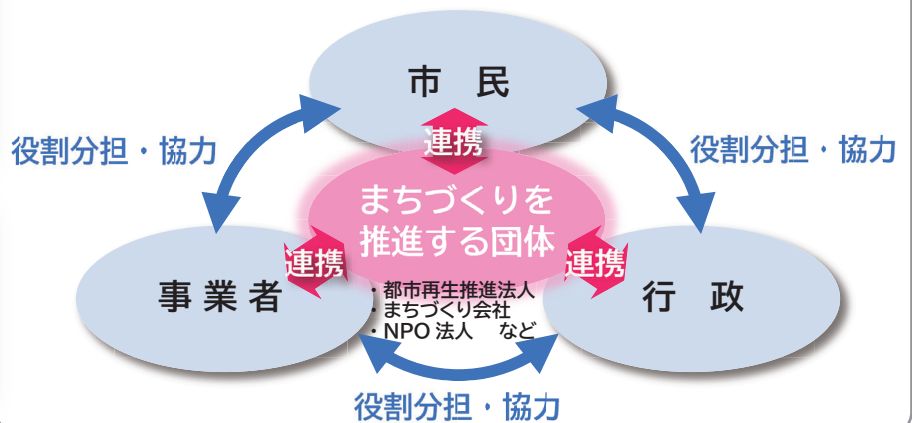 市　民
役割分担・協力
役割分担・協力
連携
まちづくりを
推進する団体
連携
連携
事 業 者
行　政
・都市再生推進法人
・まちづくり会社
・NPO 法人　など
役割分担・協力